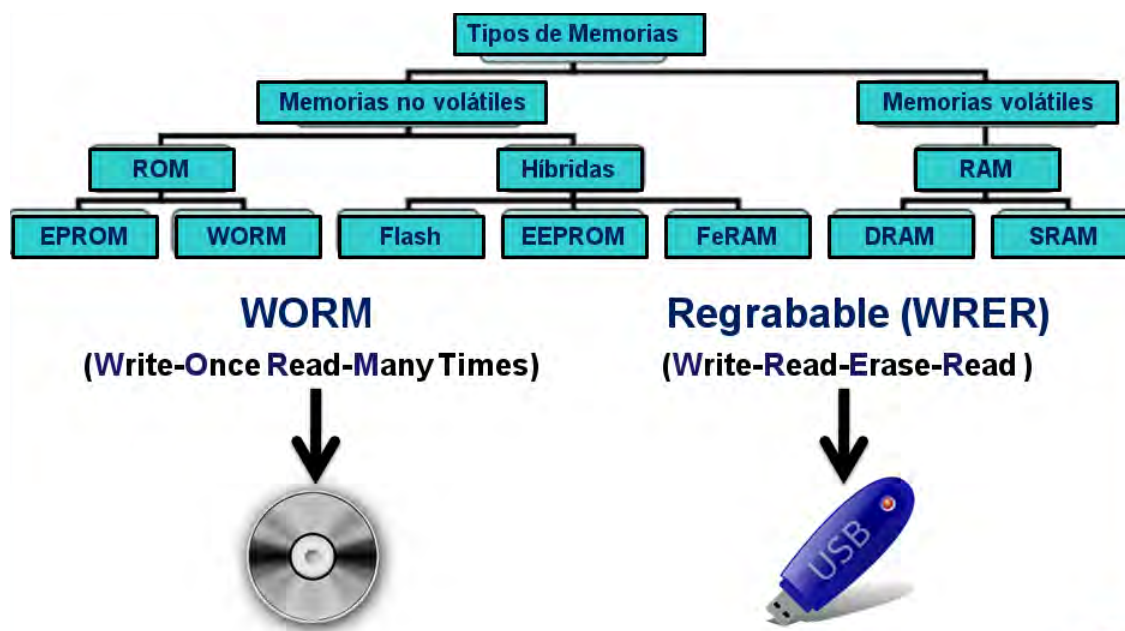 Tipos de Memorias
Memorias no volátiles
Memorias volátiles
ROM
Híbridas
RAM
EPROM
WORM
Flash
EEPROM
FeRAM
DRAM
SRAM
WORM
Regrabable (WRER)
(Write-Once Read-Many Times)
(Write-Read-Erase-Read )
USB